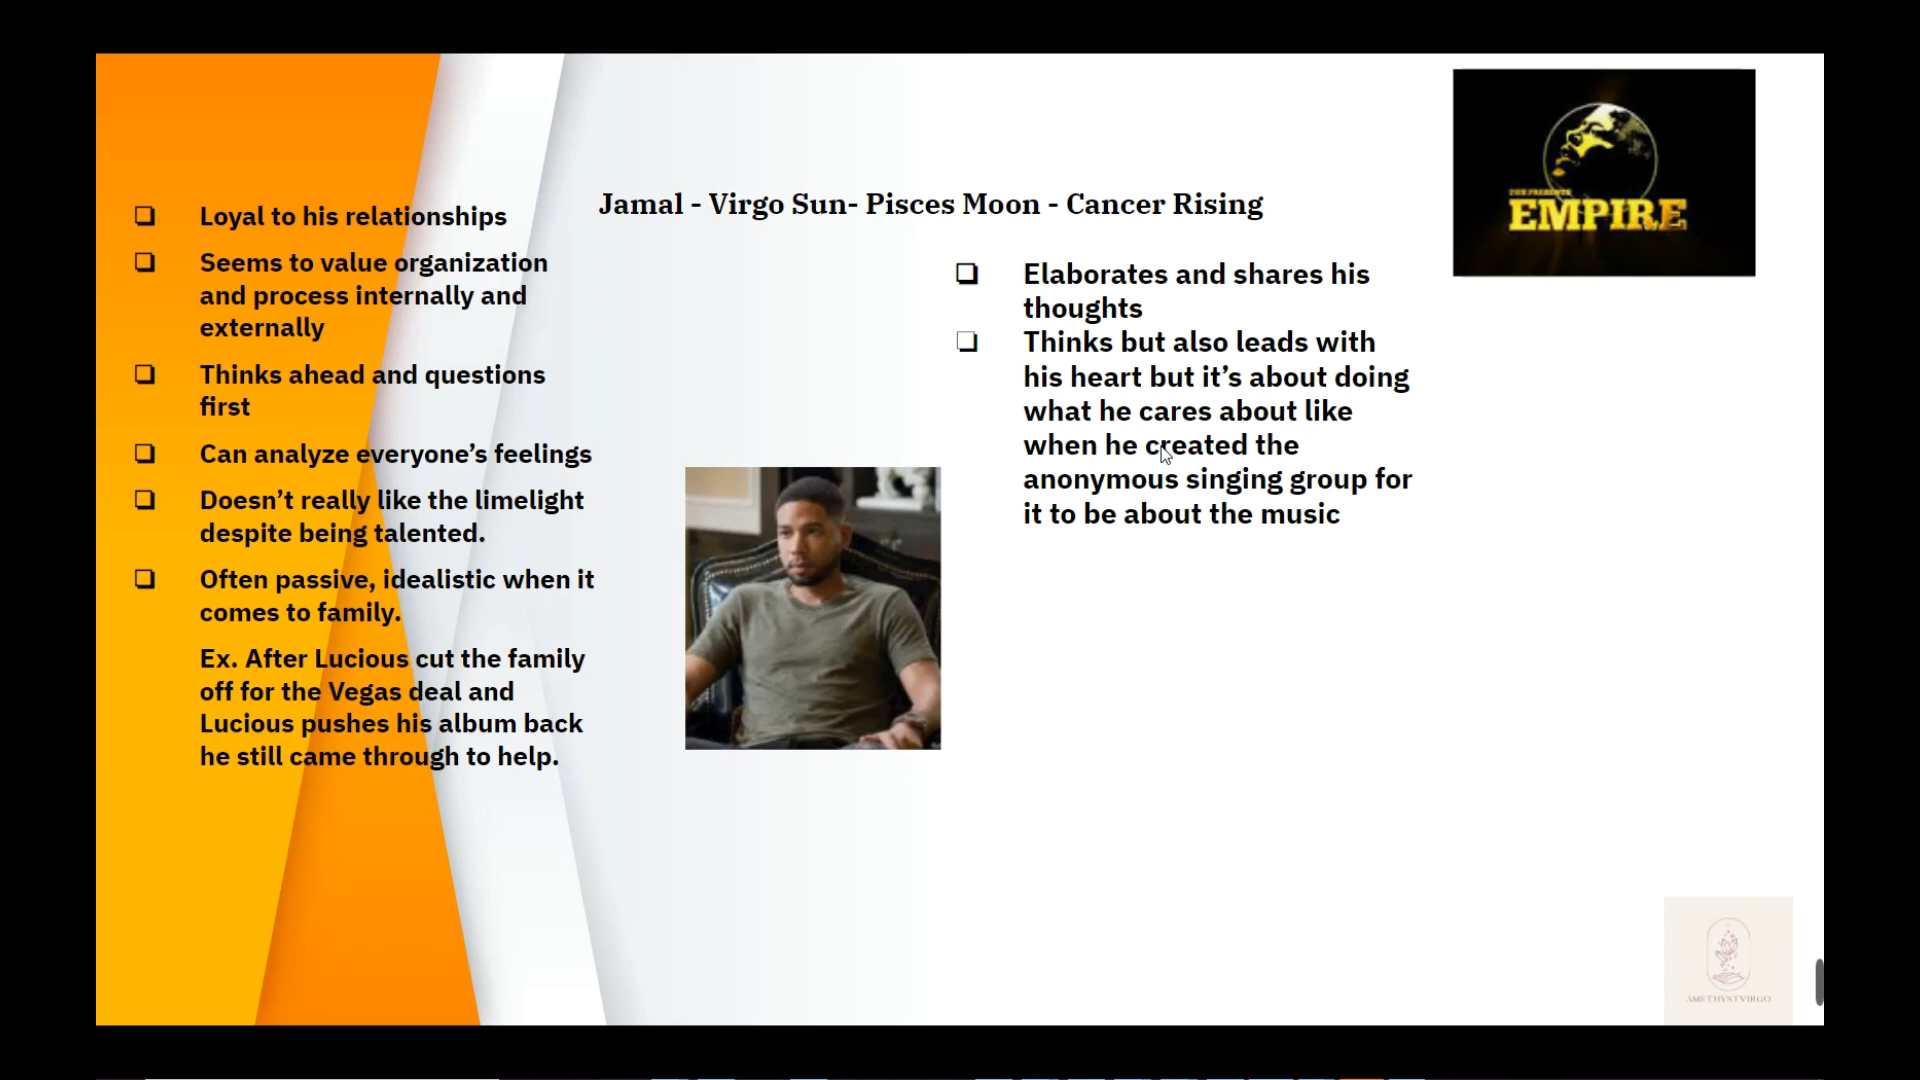 Jamal - Virgo Sun- Pisces Moon - Cancer Rising
Loyal to his relationships
Seems to value organization
and process internally and
externally
Thinks ahead and questions
first
Can analyze everyone’s feelings
Doesn’t really like the limelight
despite being talented.
Often passive, idealistic when it
comes to family.
Ex. After Lucious cut the family
off for the Vegas deal and
Lucious pushes his album back
he still came through to help.
Elaborates and shares his
thoughts
Thinks but also leads with
his heart but it’s about doing
what he cares about like
when he created the
anonymous singing group for
it to be about the music
FOX PRESENTS
EMPIRE
AMETHYSTVIRGO